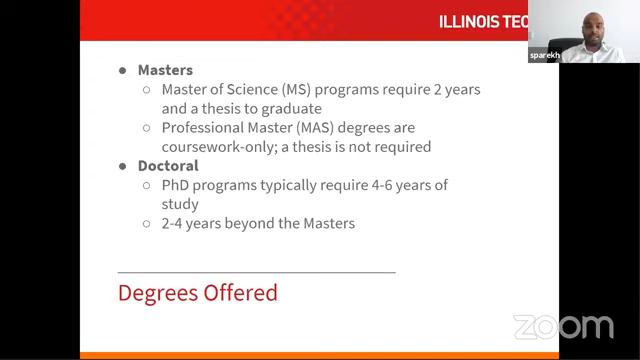 ILLINOIS TEC
sparekh
● Masters
○ Master of Science (MS) programs require 2 years
and a thesis to graduate
○ Professional Master (MAS) degrees are
coursework-only; a thesis is not required
● Doctoral
○ PhD programs typically require 4-6 years of
study
○ 2-4 years beyond the Masters
Degrees Offered
zoom